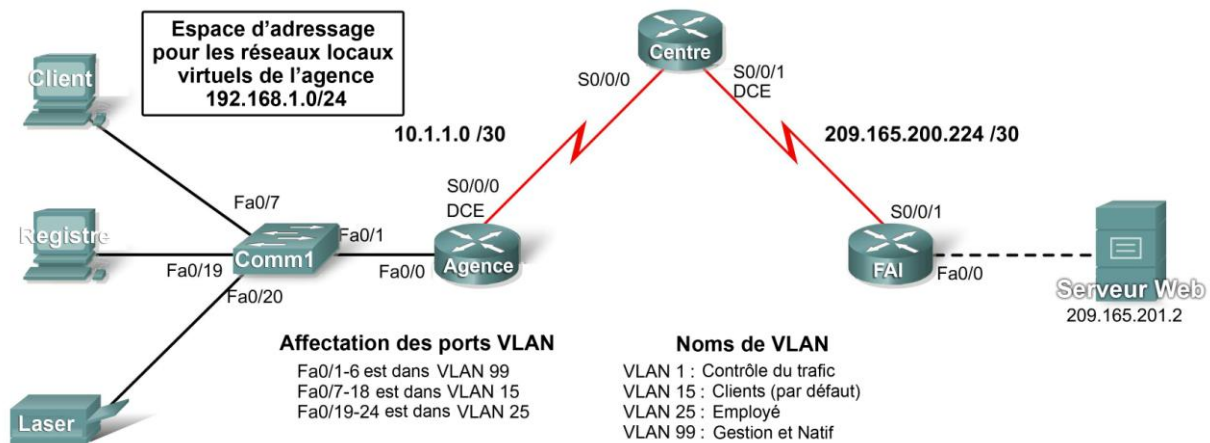 Espace d'adressage
pour les réseaux locaux
virtuels de l'agence
192.168.1.0/24
Client
Centre
S0/0/0
S0/0/1
DCE
10.1.1.0 /30
209.165.200.224 /30
Fa0/7
S0/0/0
DCE
S0/0/1
Registre
Fa0/19
Comm1
Fa0/1
Fa0/0
Agence
FAI
Fa0/0
Serveur Web
209.165.201.2
Fa0/20
Laser
Affectation des ports VLAN
Fa0/1-6 est dans VLAN 99
Fa0/7-18 est dans VLAN 15
Fa0/19-24 est dans VLAN 25
Noms de VLAN
VLAN 1 : Contrôle du trafic
VLAN 15 : Clients (par défaut)
VLAN 25 : Employé
VLAN 99 : Gestion et Natif